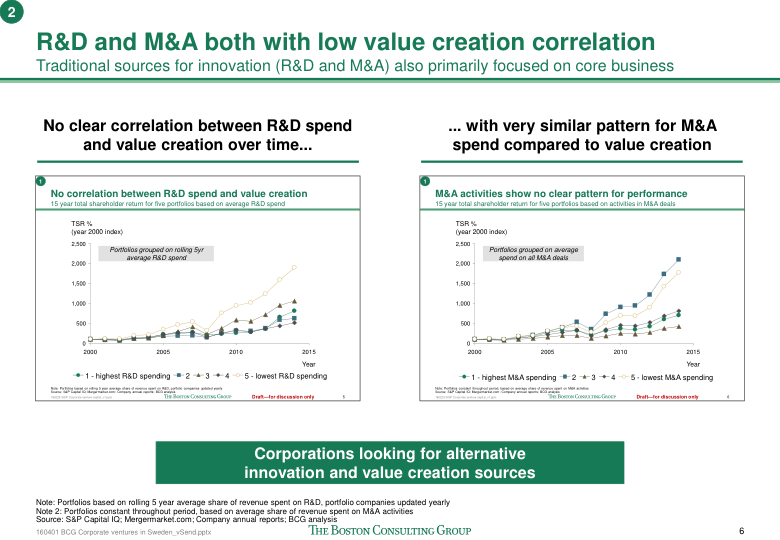 2
R&D and M&A both with low value creation correlation
Traditional sources for innovation (R&D and M&A) also primarily focused on core business
No clear correlation between R&D spend
and value creation over time...
... with very similar pattern for M&A
spend compared to value creation
1
No correlation between R&D spend and value creation
15 year total shareholder return for five portfolios based on average R&D spend
TSR %
(year 2000 index)
2,500
2,000
1,500
1,000
500
0
Portfolios grouped on rolling 5yr
average R&D spend
2000 2005 2010 2015
Year
1 - highest R&D spending 2 3 4 5 - lowest R&D spending
Note: Portfolios based on rolling 5 year average share of revenue spent on R&D, portfolio companies updated yearly
Source: S&P Capital IQ; Mergermarket.com; Company annual reports; BCG analysis
THE BOSTON CONSULTING GROUP
Draft—for discussion only
5
1
M&A activities show no clear pattern for performance
15 year total shareholder return for five portfolios based on activities in M&A deals
TSR %
(year 2000 index)
2,500
2,000
1,500
1,000
500
0
Portfolios grouped on average
spend on all M&A deals
2000 2005 2010 2015
Year
1 - highest M&A spending 2 3 4 5 - lowest M&A spending
Note: Portfolios constant throughout period, based on average share of revenue spent on M&A activities
Source: S&P Capital IQ; Mergermarket.com; Company annual reports; BCG analysis
THE BOSTON CONSULTING GROUP
Draft—for discussion only
Corporations looking for alternative
innovation and value creation sources
Note: Portfolios based on rolling 5 year average share of revenue spent on R&D, portfolio companies updated yearly
Note 2: Portfolios constant throughout period, based on average share of revenue spent on M&A activities
Source: S&P Capital IQ; Mergermarket.com; Company annual reports; BCG analysis
160401 BCG Corporate ventures in Sweden_vSend.pptx
THE BOSTON CONSULTING GROUP
6